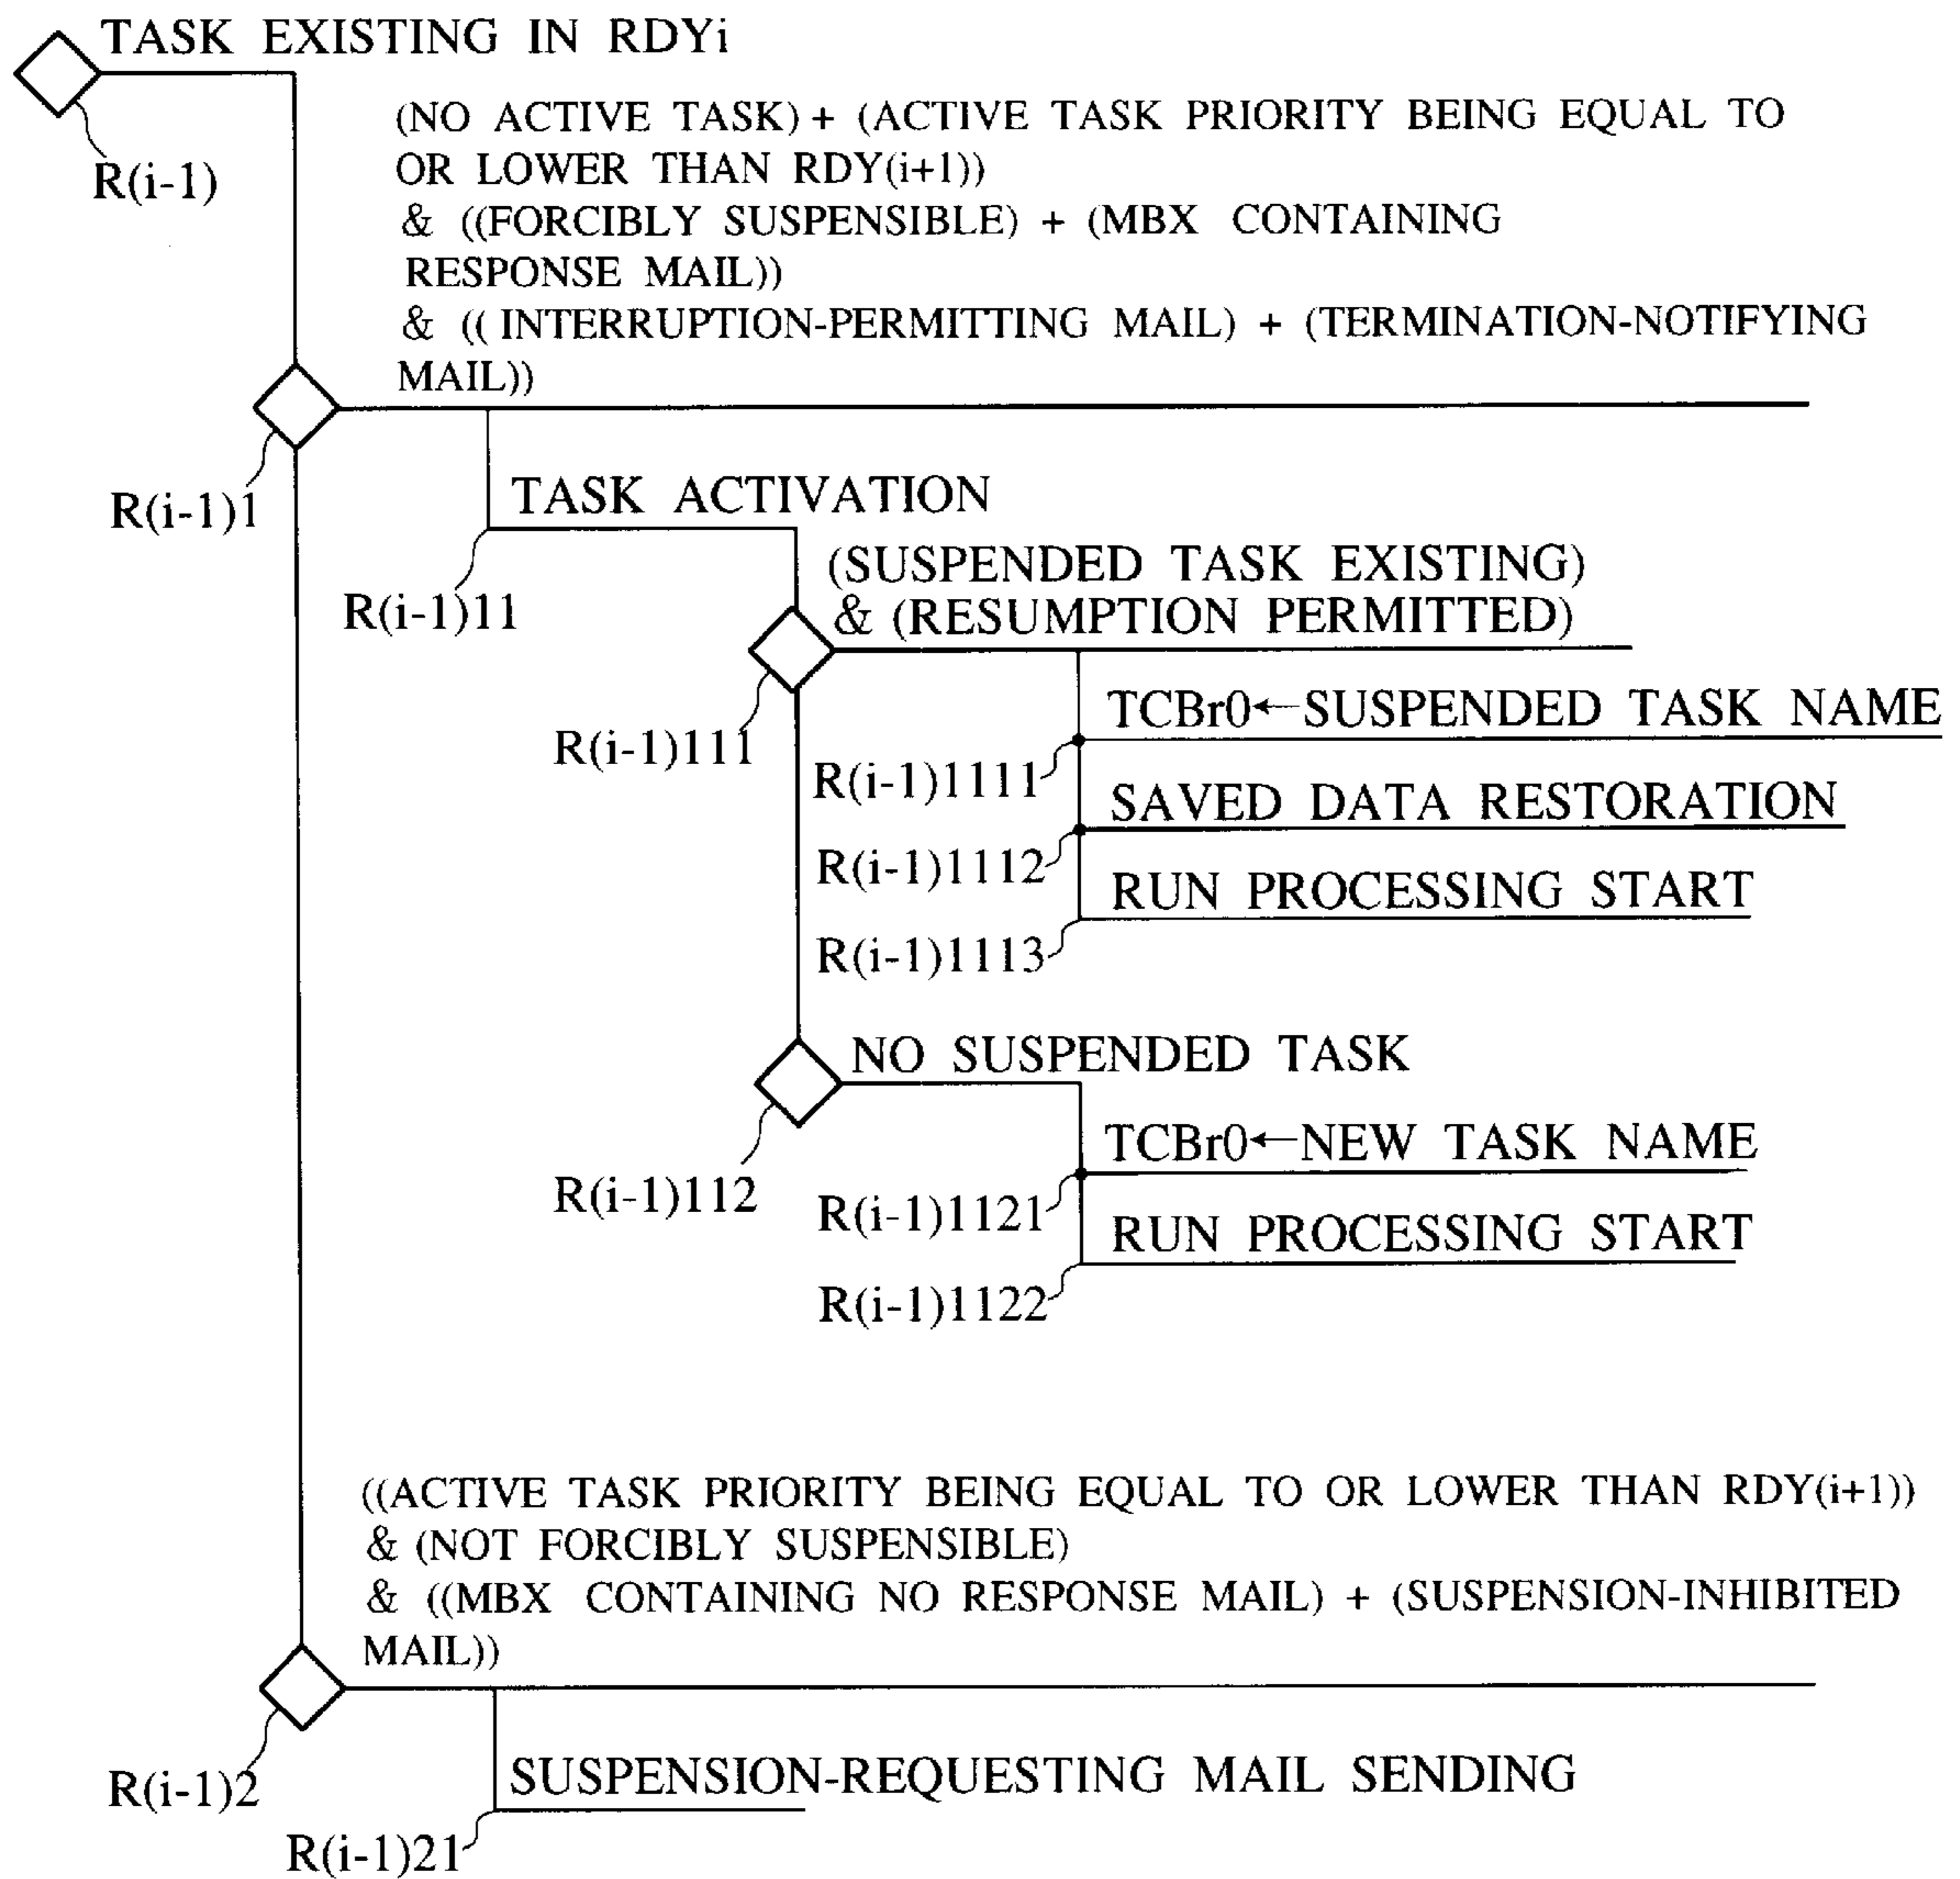 TASK EXISTING IN RDYi
R(i-1)
(NO ACTIVE TASK) + (ACTIVE TASK PRIORITY BEING EQUAL TO
OR LOWER THAN RDY(i+1))
& ((FORCIBLY SUSPENSIBLE) + (MBX CONTAINING
RESPONSE MAIL))
& (( INTERRUPTION-PERMITTING MAIL) + (TERMINATION-NOTIFYING
MAIL))
R(i-1)1
TASK ACTIVATION
R(i-1)11
(SUSPENDED TASK EXISTING)
& (RESUMPTION PERMITTED)
R(i-1)111
TCBr0←SUSPENDED TASK NAME
R(i-1)1111
SAVED DATA RESTORATION
R(i-1)1112
RUN PROCESSING START
R(i-1)1113
NO SUSPENDED TASK
R(i-1)112
TCBr0←NEW TASK NAME
R(i-1)1121
RUN PROCESSING START
R(i-1)1122
((ACTIVE TASK PRIORITY BEING EQUAL TO OR LOWER THAN RDY(i+1))
& (NOT FORCIBLY SUSPENSIBLE)
& ((MBX CONTAINING NO RESPONSE MAIL) + (SUSPENSION-INHIBITED
MAIL))
R(i-1)2
SUSPENSION-REQUESTING MAIL SENDING
R(i-1)21